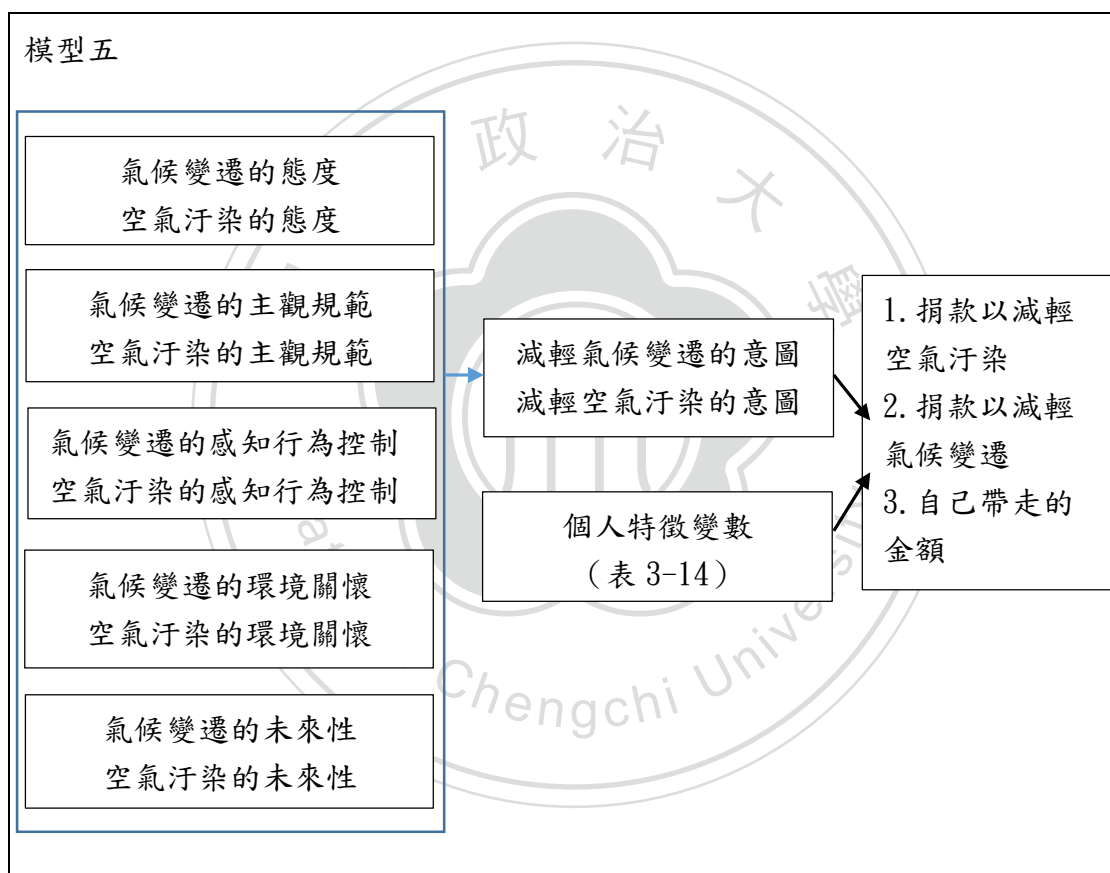 模型五
氣候變遷的態度
空氣汙染的態度
氣候變遷的主觀規範
空氣汙染的主觀規範
氣候變遷的感知行為控制
空氣汙染的感知行為控制
氣候變遷的環境關懷
空氣汙染的環境關懷
氣候變遷的未來性
空氣汙染的未來性
減輕氣候變遷的意圖
減輕空氣汙染的意圖
個人特徵變數
（表 3-14）
1. 捐款以減輕
空氣汙染
2. 捐款以減輕
氣候變遷
3. 自己帶走的
金額
政治大學
Chengchi Universi